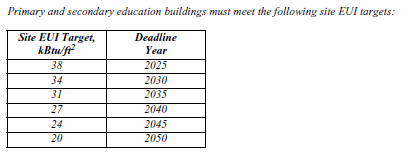 Primary and secondary education buildings must meet the following site EUI targets:
Site EUI Target, Deadline
kBtu/ft² Year
38 2025
34 2030
31 2035
27 2040
24 2045
20 2050